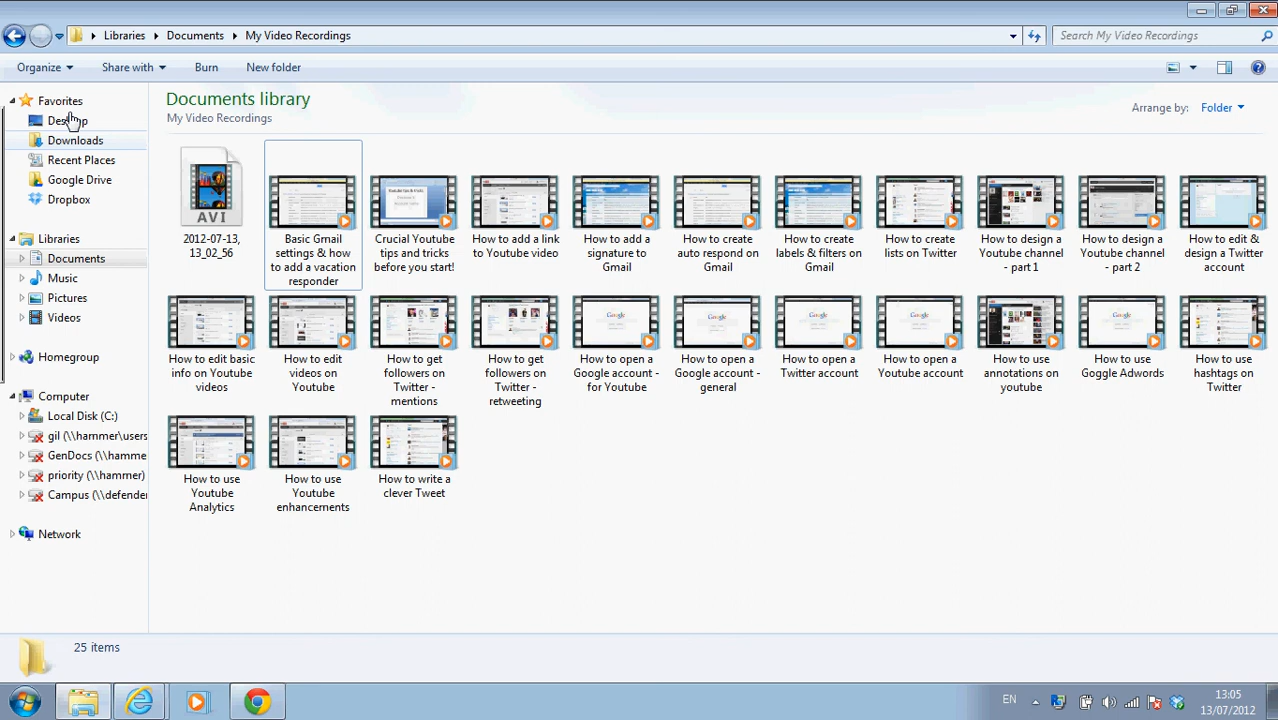 Libraries Documents My Video Recordings Search My Video Recordings
Organize Share with Burn New folder
Favorites
Downloads
Recent Places
Google Drive
Dropbox
Libraries
Documents
Music
Pictures
Videos
Homegroup
Computer
Local Disk (C:)
gil (\\hammer\users
GenDocs (\\hamme
priority (\\hammer)
Campus (\\defender
Network
Documents library
My Video Recordings
Arrange by: Folder
AVI
2012-07-13,
13_02_56
Basic Gmail
settings & how
to add a vacation
responder
Crucial Youtube
tips and tricks
before you start!
How to add a link
to Youtube video
How to add a
signature to
Gmail
How to create
auto respond on
Gmail
How to create
labels & filters on
Gmail
How to create
lists on Twitter
How to design a
Youtube channel
- part 1
How to design a
Youtube channel
- part 2
How to edit &
design a Twitter
account
How to edit basic
info on Youtube
videos
How to edit
videos on
Youtube
How to get
followers on
Twitter -
mentions
How to get
followers on
Twitter -
retweeting
How to open a
Google account -
for Youtube
How to open a
Google account -
general
How to open a
Twitter account
How to open a
Youtube account
How to use
annotations on
youtube
How to use
Goggle Adwords
How to use
hashtags on
Twitter
How to use
Youtube
Analytics
How to use
Youtube
enhancements
How to write a
clever Tweet
25 items
EN
13:05
13/07/2012